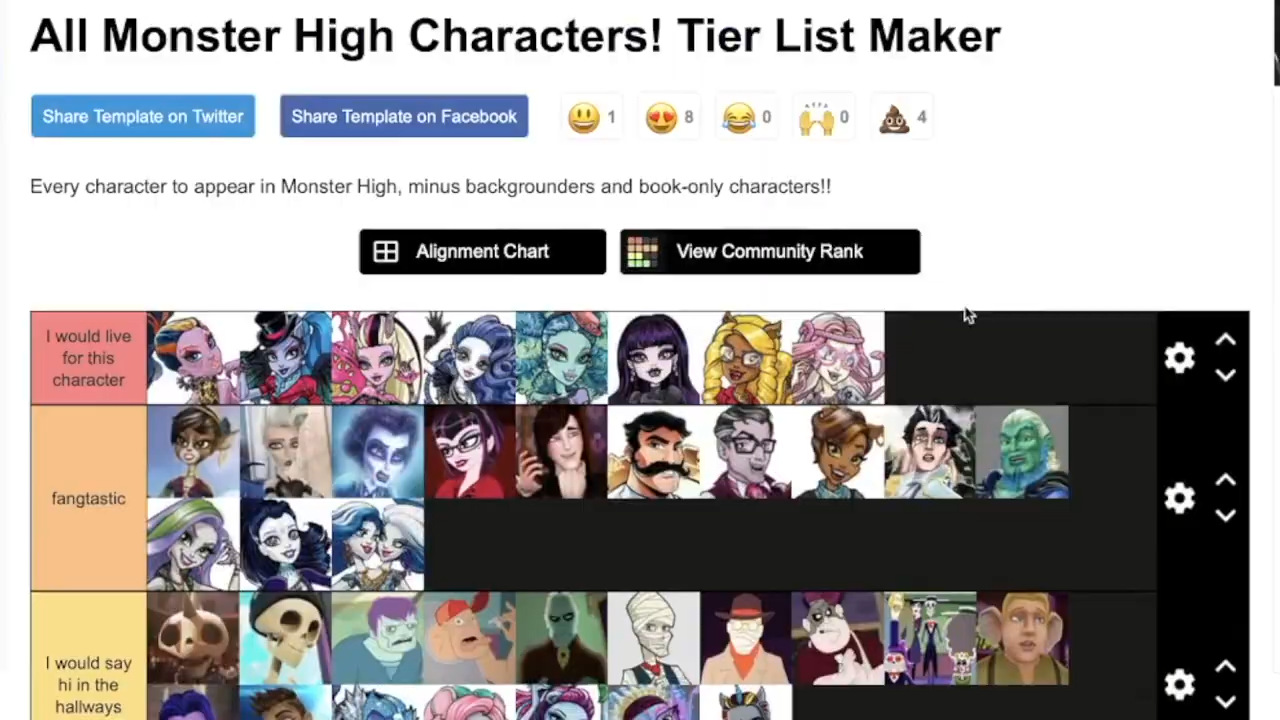 All Monster High Characters! Tier List Maker
Share Template on Twitter
Share Template on Facebook
1
8
0
0
4
Every character to appear in Monster High, minus backgrounders and book-only characters!!
Alignment Chart
View Community Rank
I would live
for this
character
fangtastic
I would say
hi in the
hallways